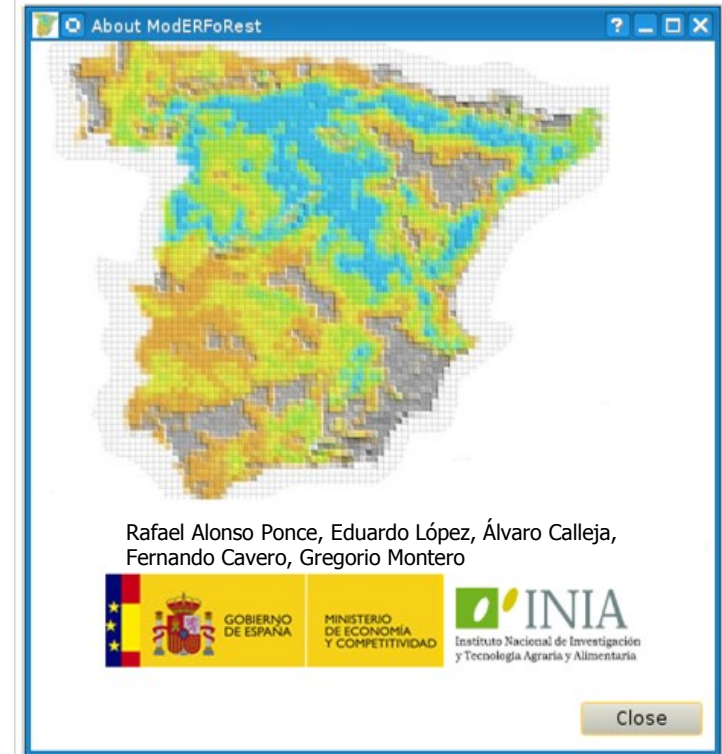 About ModERFoRest
Rafael Alonso Ponce, Eduardo López, Álvaro Calleja,
Fernando Cavero, Gregorio Montero
GOBIERNO
DE ESPAÑA
MINISTERIO
DE ECONOMÍA
Y COMPETITIVIDAD
INIA
Instituto Nacional de Investigación
y Tecnología Agraria y Alimentaria
Close